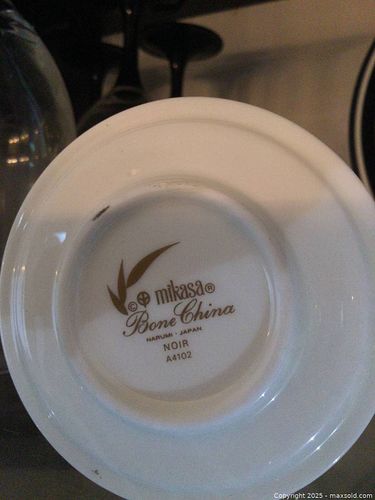 © mikasa®
Bone China
NARUMI - JAPAN
NOIR
A4102
Copyright 2025 - maxsold.com